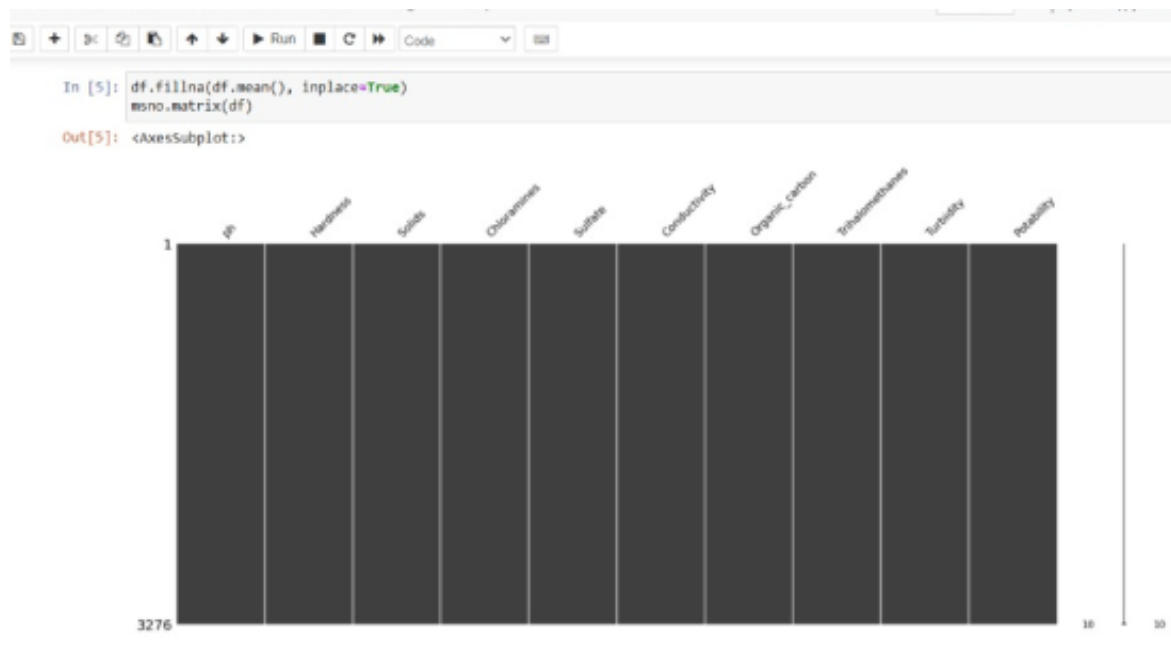 Run
Code
In [5]: df.fillna(df.mean(), inplace=True)
msno.matrix(df)
Out[5]: <AxesSubplot:>
ph Hardness Solids Chloramines Sulfate Conductivity Organic_carbon Trihalomethanes Turbidity Potability
1
3276
10 10